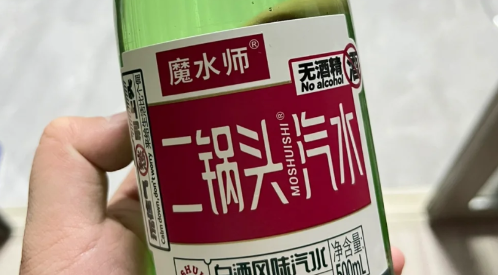 魔水师®
无酒精 酒
No alcohol
二锅头®汽水
MOSHUISHI
白酒风味汽水
净含量
500mL